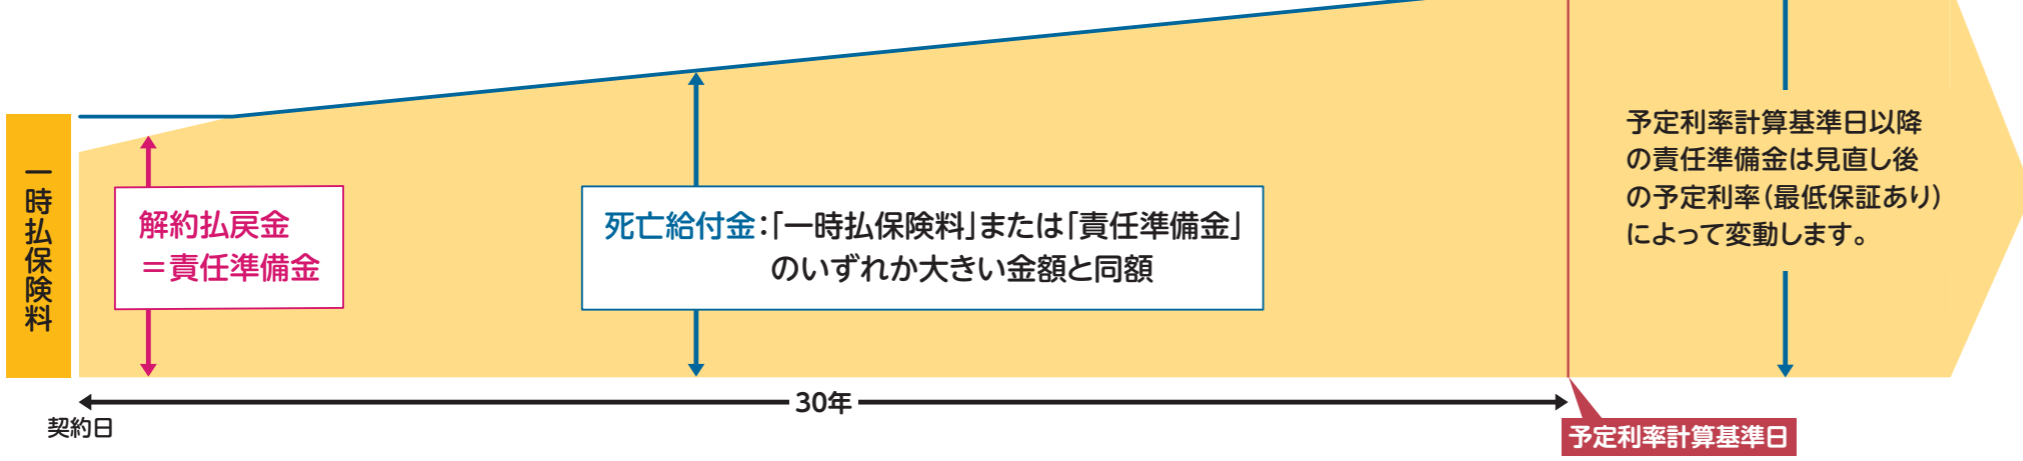 一時払保険料
解約払戻金
＝責任準備金
死亡給付金：「一時払保険料」または「責任準備金」
のいずれか大きい金額と同額
予定利率計算基準日以降
の責任準備金は見直し後
の予定利率（最低保証あり）
によって変動します。
30年
契約日
予定利率計算基準日